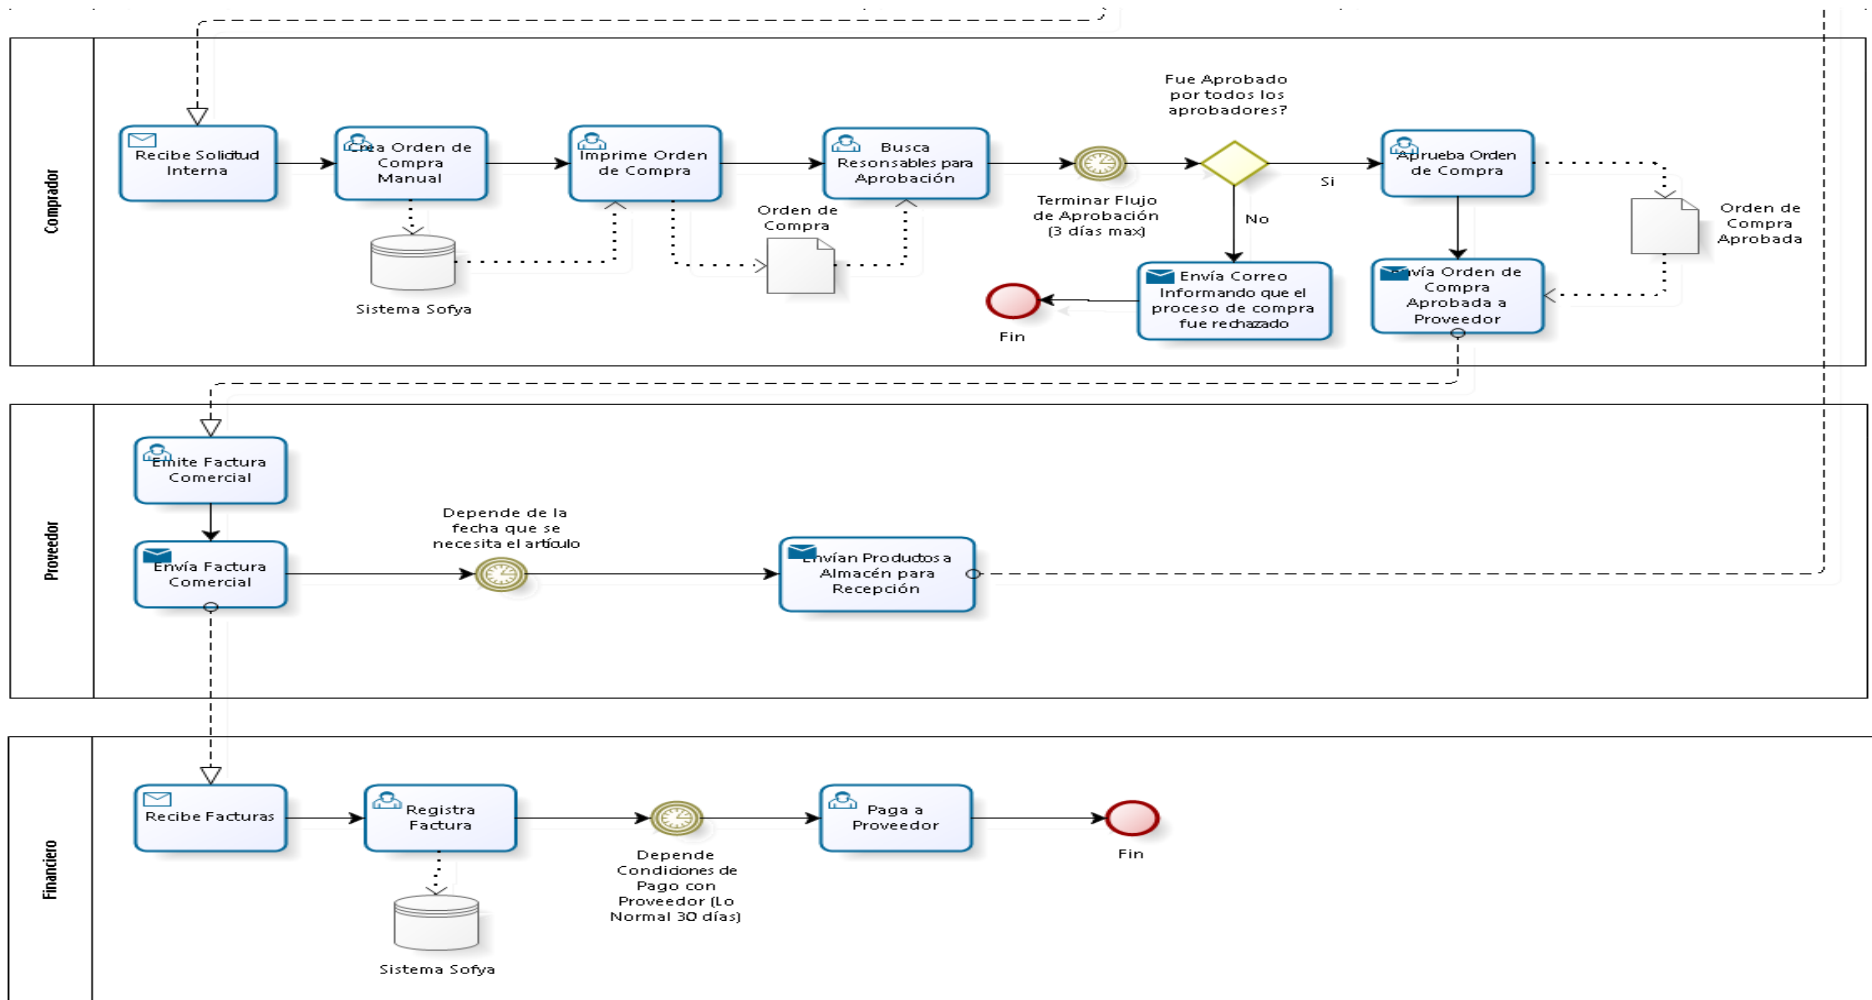 Comprador
Recibe Solicitud
Interna
Crea Orden de
Compra
Manual
Sistema Sofya
Imprime Orden
de Compra
Orden de
Compra
Busca
Resonsables para
Aprobación
Terminar Flujo
de Aprobación
(3 días max)
Fue Aprobado
por todos los
aprobadores?
Si
No
Envía Correo
Informando que el
proceso de compra
fue rechazado
Fin
Aprueba Orden
de Compra
Orden de
Compra
Aprobada
Envía Orden de
Compra
Aprobada a
Proveedor
Proveedor
Emite Factura
Comercial
Envía Factura
Comercial
Depende de la
fecha que se
necesita el artículo
Envían Productos a
Almacén para
Recepción
Financiero
Recibe Facturas
Registra
Factura
Sistema Sofya
Depende
Condiciones de
Pago con
Proveedor (Lo
Normal 30 días)
Paga a
Proveedor
Fin